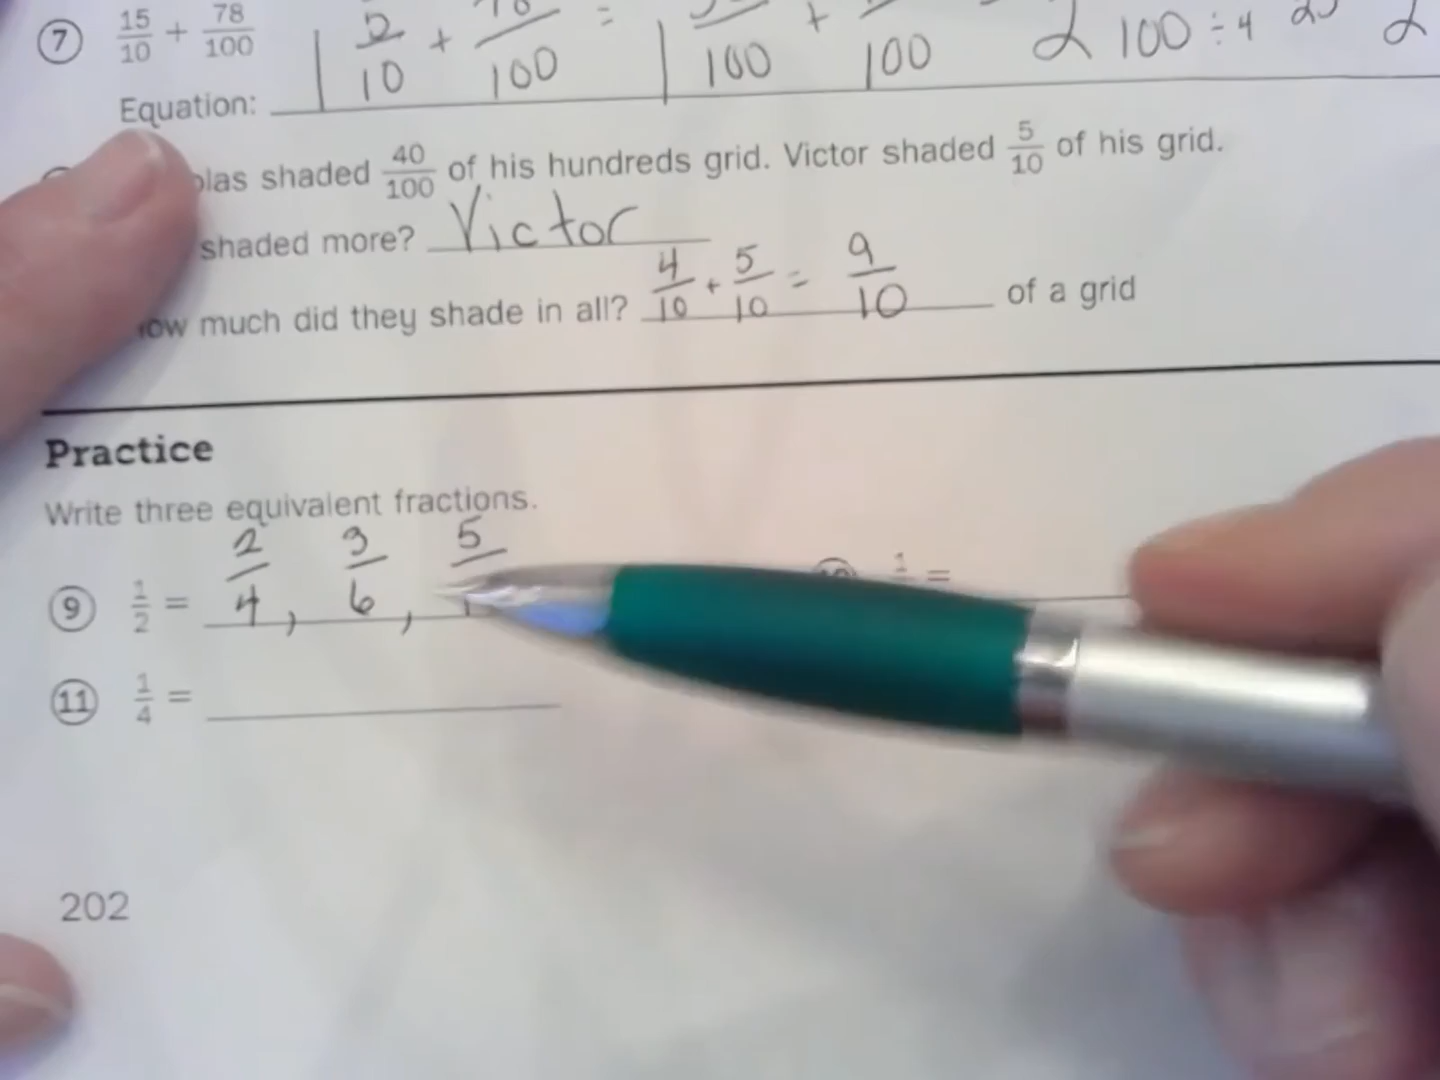 7 15/10 + 78/100 1 5/10 + /100 = 1 /100 + /100 2 100 ÷ 4
Equation:
las shaded 40/100 of his hundreds grid. Victor shaded 5/10 of his grid.
shaded more? Victor
ow much did they shade in all? 4/10 + 5/10 = 9/10 of a grid
Practice
Write three equivalent fractions.
9 1/2 = 2/4, 3/6, 5/
11 1/4 =
202